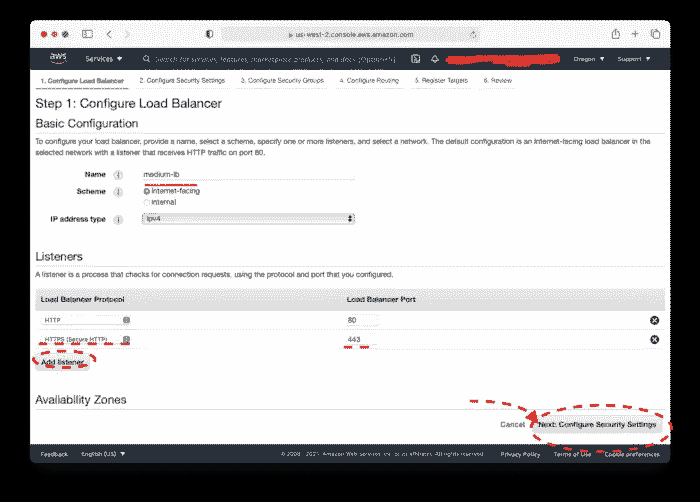 us-west-2.console.aws.amazon.com
aws Services Search for services, features, marketplace products, and docs [Option+S] Oregon Support
1. Configure Load Balancer 2. Configure Security Settings 3. Configure Security Groups 4. Configure Routing 5. Register Targets 6. Review
Step 1: Configure Load Balancer
Basic Configuration
To configure your load balancer, provide a name, select a scheme, specify one or more listeners, and select a network. The default configuration is an Internet-facing load balancer in the
selected network with a listener that receives HTTP traffic on port 80.
Name medium-lb
Scheme internet-facing
internal
IP address type ipv4
Listeners
A listener is a process that checks for connection requests, using the protocol and port that you configured.
Load Balancer Protocol Load Balancer Port
HTTP 80
HTTPS (Secure HTTP) 443
Add listener
Availability Zones
Cancel Next: Configure Security Settings
Feedback English (US) © 2008 - 2021, Amazon Web Services, Inc. or its affiliates. All rights reserved. Privacy Policy Terms of Use Cookie preferences